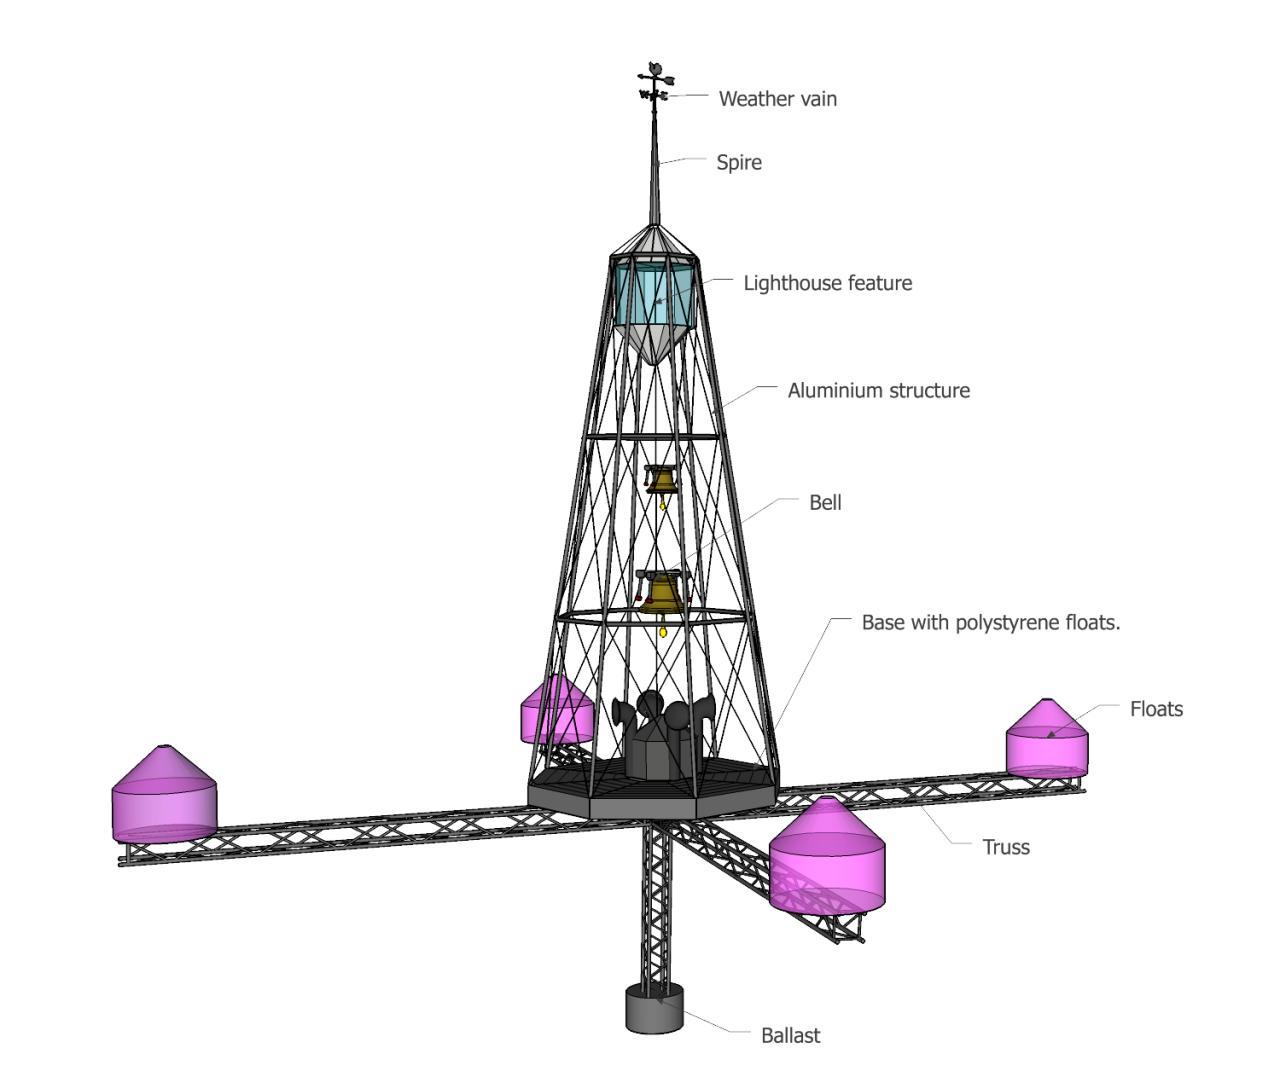 Weather vain
Spire
Lighthouse feature
Aluminium structure
Bell
Base with polystyrene floats.
Floats
Truss
Ballast